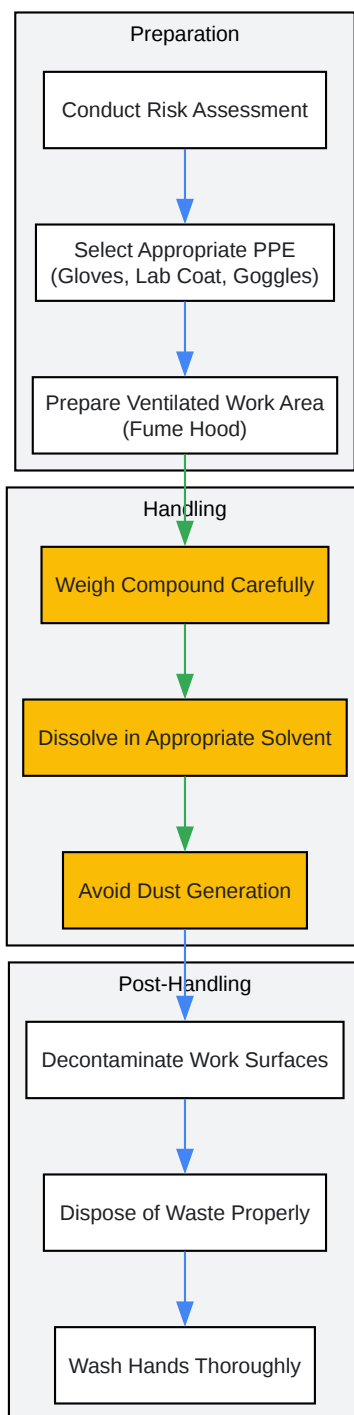 Preparation
Conduct Risk Assessment
Select Appropriate PPE
(Gloves, Lab Coat, Goggles)
Prepare Ventilated Work Area
(Fume Hood)
Handling
Weigh Compound Carefully
Dissolve in Appropriate Solvent
Avoid Dust Generation
Post-Handling
Decontaminate Work Surfaces
Dispose of Waste Properly
Wash Hands Thoroughly